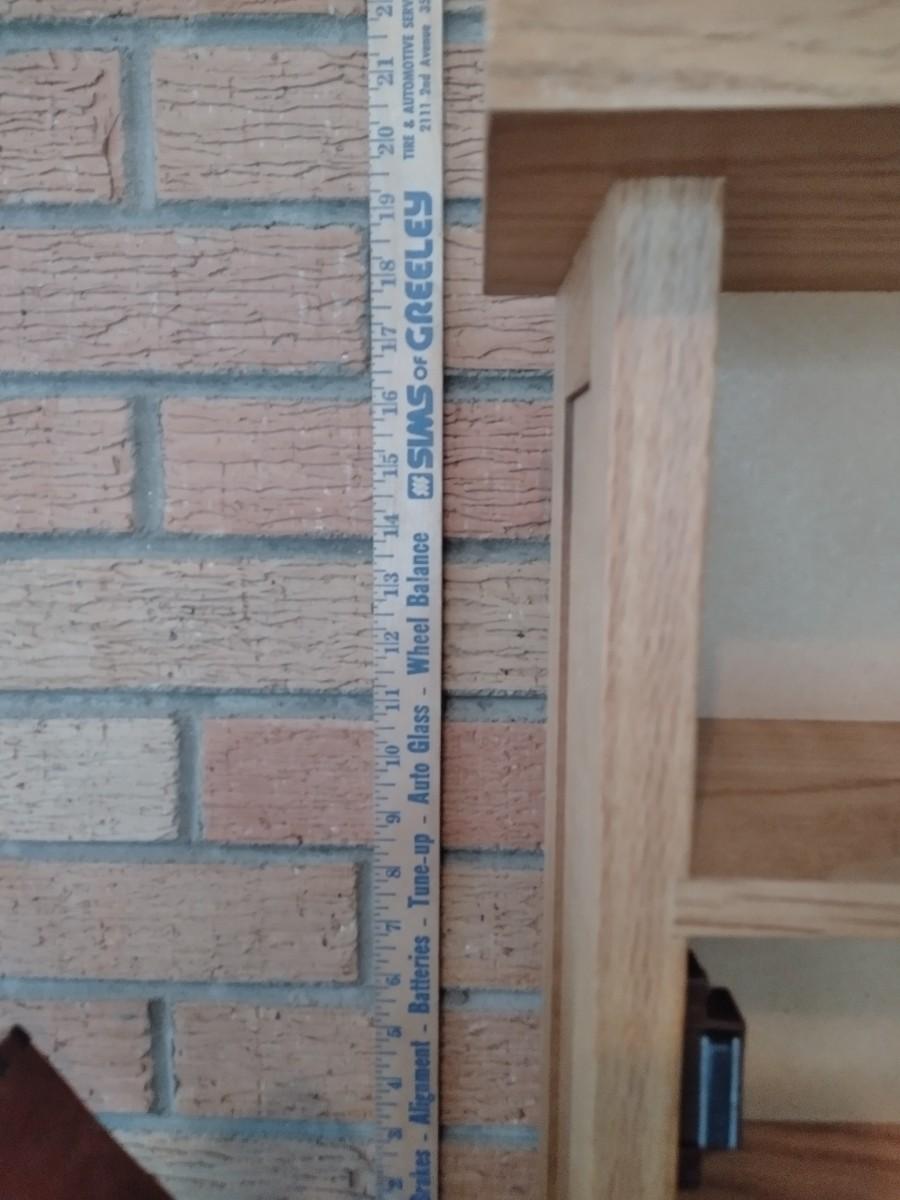 Brakes - Alignment - Batteries - Tune-up - Auto Glass - Wheel Balance SIMS OF GREELEY
TIRE & AUTOMOTIVE
2111 2nd Avenue
2 3 4 5 6 7 8 9 10 11 12 13 14 15 16 17 18 19 20 21